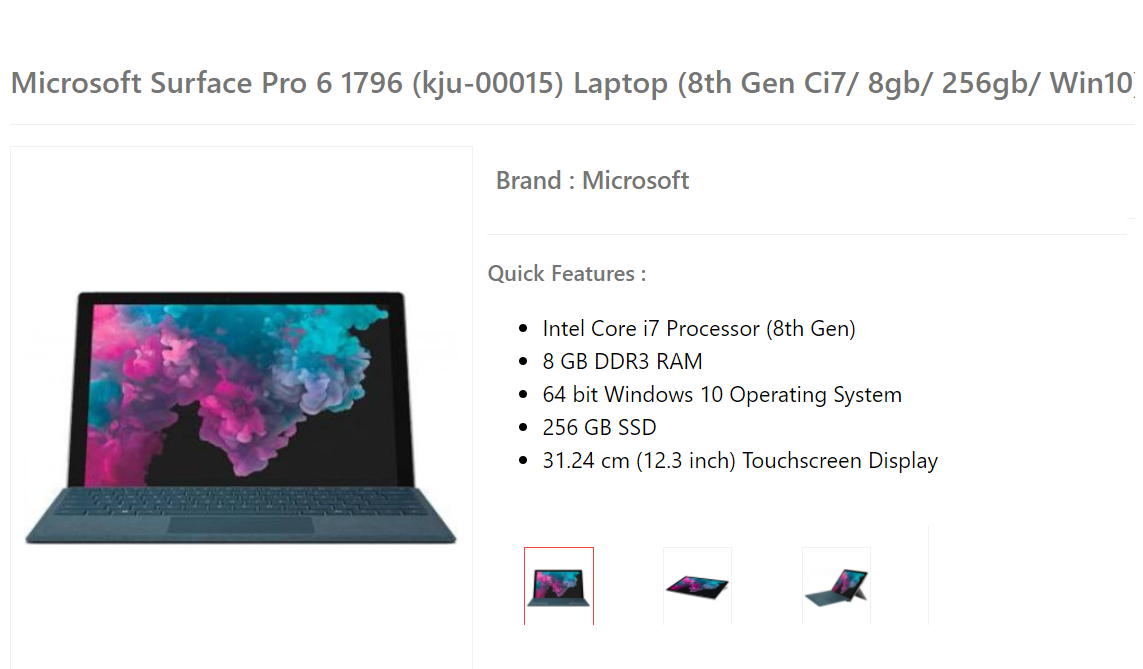 Microsoft Surface Pro 6 1796 (kju-00015) Laptop (8th Gen Ci7/ 8gb/ 256gb/ Win10)
Brand : Microsoft
Quick Features :
Intel Core i7 Processor (8th Gen)
8 GB DDR3 RAM
64 bit Windows 10 Operating System
256 GB SSD
31.24 cm (12.3 inch) Touchscreen Display